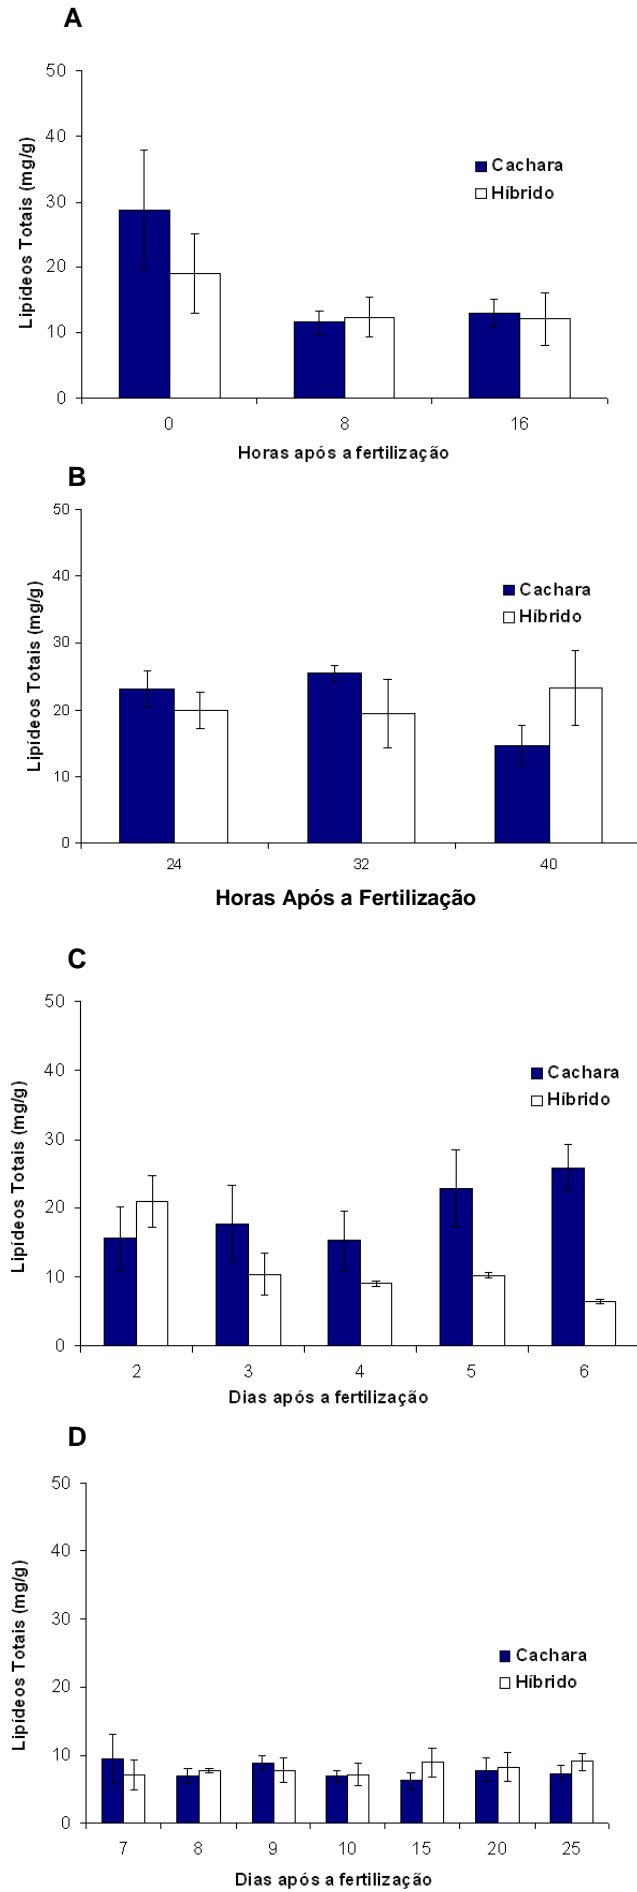 A
Lipídeos Totais (mg/g)
50
40
30
20
10
0
Cachara
Híbrido
0 8 16
Horas após a fertilização
B
Lipídeos Totais (mg/g)
50
40
30
20
10
0
Cachara
Híbrido
24 32 40
Horas Após a Fertilização
C
Lipídeos Totais (mg/g)
50
40
30
20
10
0
Cachara
Híbrido
2 3 4 5 6
Dias após a fertilização
D
Lipídeos Totais (mg/g)
50
40
30
20
10
0
Cachara
Híbrido
7 8 9 10 15 20 25
Dias após a fertilização